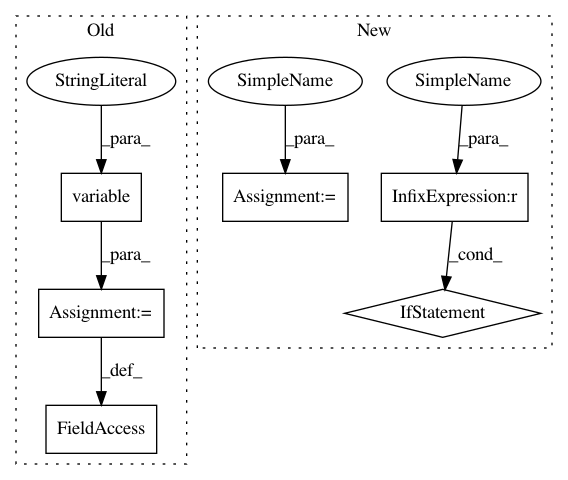 Old
StringLiteral
_para_
variable
_para_
Assignment:=
_def_
FieldAccess
New
SimpleName
SimpleName
_para_
_para_
Assignment:=
InfixExpression:r
_cond_
IfStatement